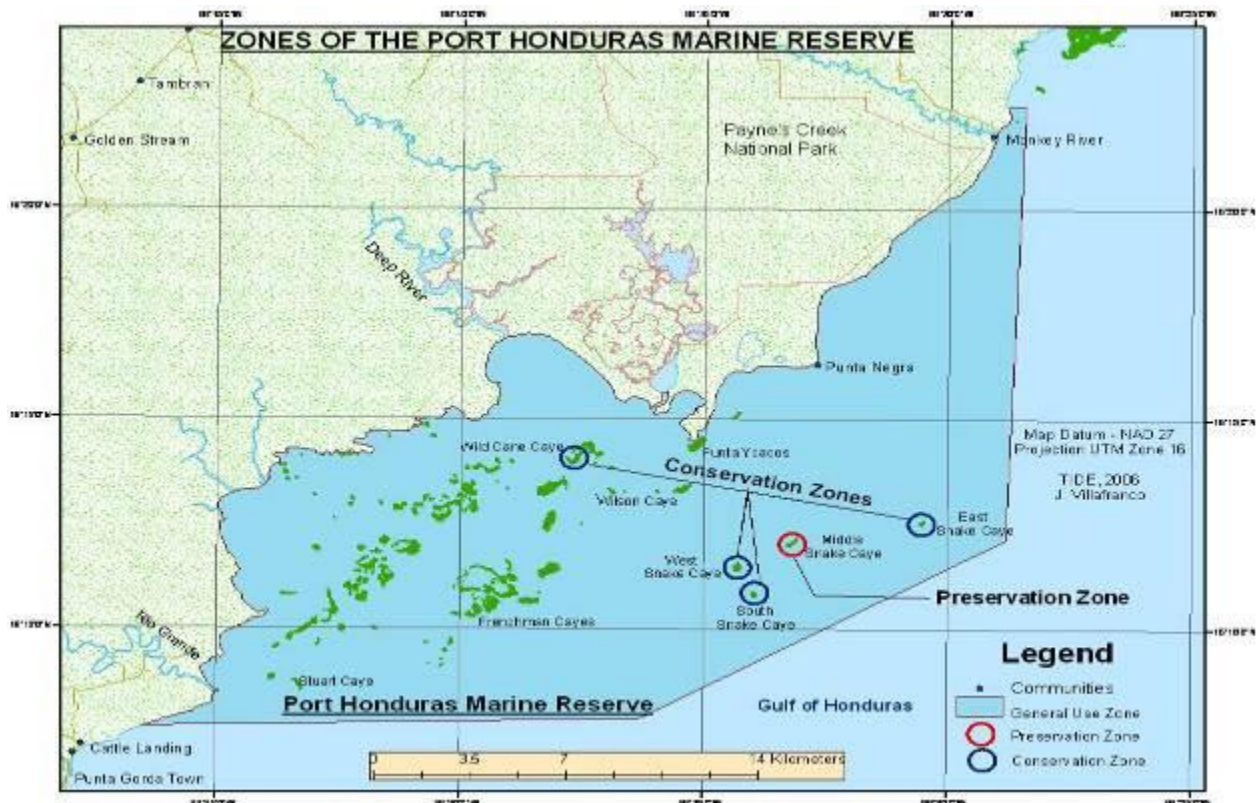 ZONES OF THE PORT HONDURAS MARINE RESERVE
Tambran
Golden Stream
Payne's Creek
National Park
Monkey River
Deep River
Punta Negra
Wild Cane Caye
Punta Ycacos
Conservation Zones
Wilson Caye
Map Datum - NAD 27
Projection UTM Zone 16
TIDE, 2006
J. Villafranco
East
Snake Caye
Middle
Snake Caye
West
Snake Caye
South
Snake Caye
Preservation Zone
Frenchman Cayes
Rio Grande
Stuart Caye
Port Honduras Marine Reserve
Gulf of Honduras
Legend
Communities
General Use Zone
Preservation Zone
Conservation Zone
Cattle Landing
Punta Gorda Town
0 3.5 7 14 Kilometers